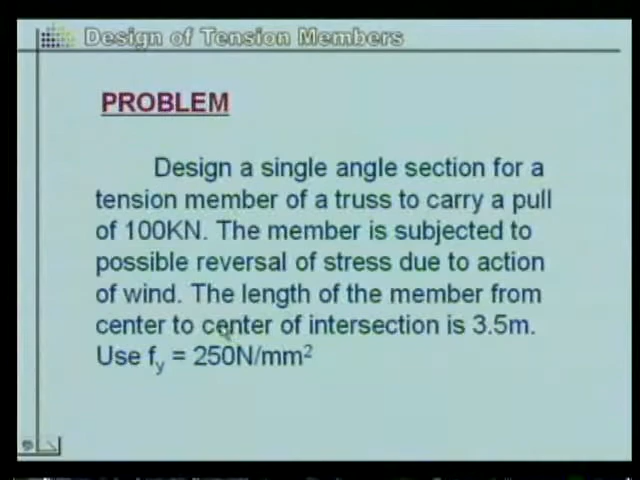 Design of Tension Members
PROBLEM
Design a single angle section for a
tension member of a truss to carry a pull
of 100KN. The member is subjected to
possible reversal of stress due to action
of wind. The length of the member from
center to center of intersection is 3.5m.
Use fy = 250N/mm²